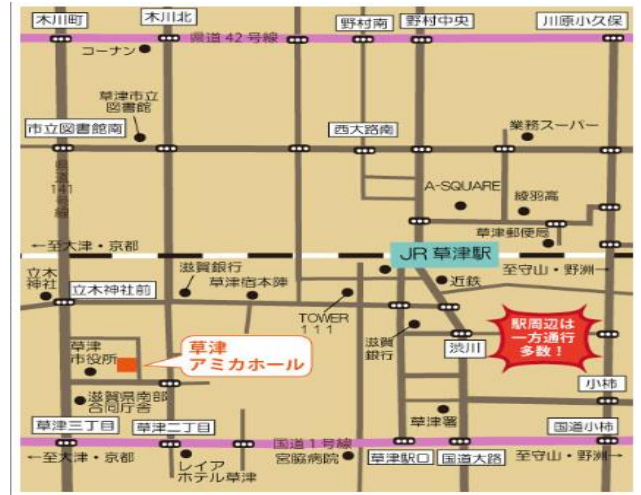 木川町
木川北
野村南
野村中央
川原小久保
県道42号線
コーナン
草津市立
図書館
市立図書館南
西大路南
業務スーパー
県道
141
号線
A-SQUARE
綾羽高
草津郵便局
←至大津・京都
JR 草津駅
至守山・野洲→
立木
神社
立木神社前
滋賀銀行
草津宿本陣
TOWER
111
近鉄
滋賀
銀行
渋川
駅周辺は
一方通行
多数！
草津
アミカホール
草津
市役所
滋賀県南部
合同庁舎
小柿
草津署
草津三丁目
草津二丁目
国道1号線
国道小柿
←至大津・京都
レイア
ホテル草津
宮脇病院
草津駅口
国道大路
至守山・野洲→